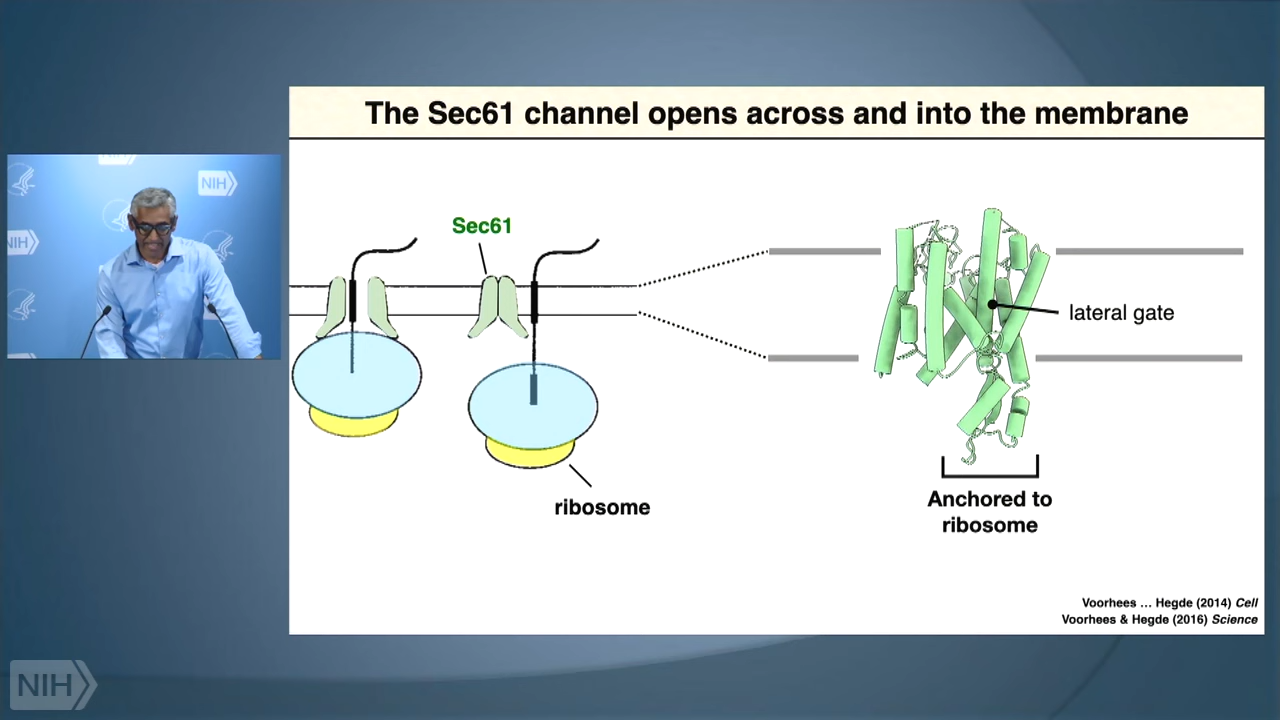 The Sec61 channel opens across and into the membrane
NIH
NIH
Sec61
lateral gate
ribosome
Anchored to
ribosome
Voorhees ... Hegde (2014) Cell
Voorhees & Hegde (2016) Science
NIH